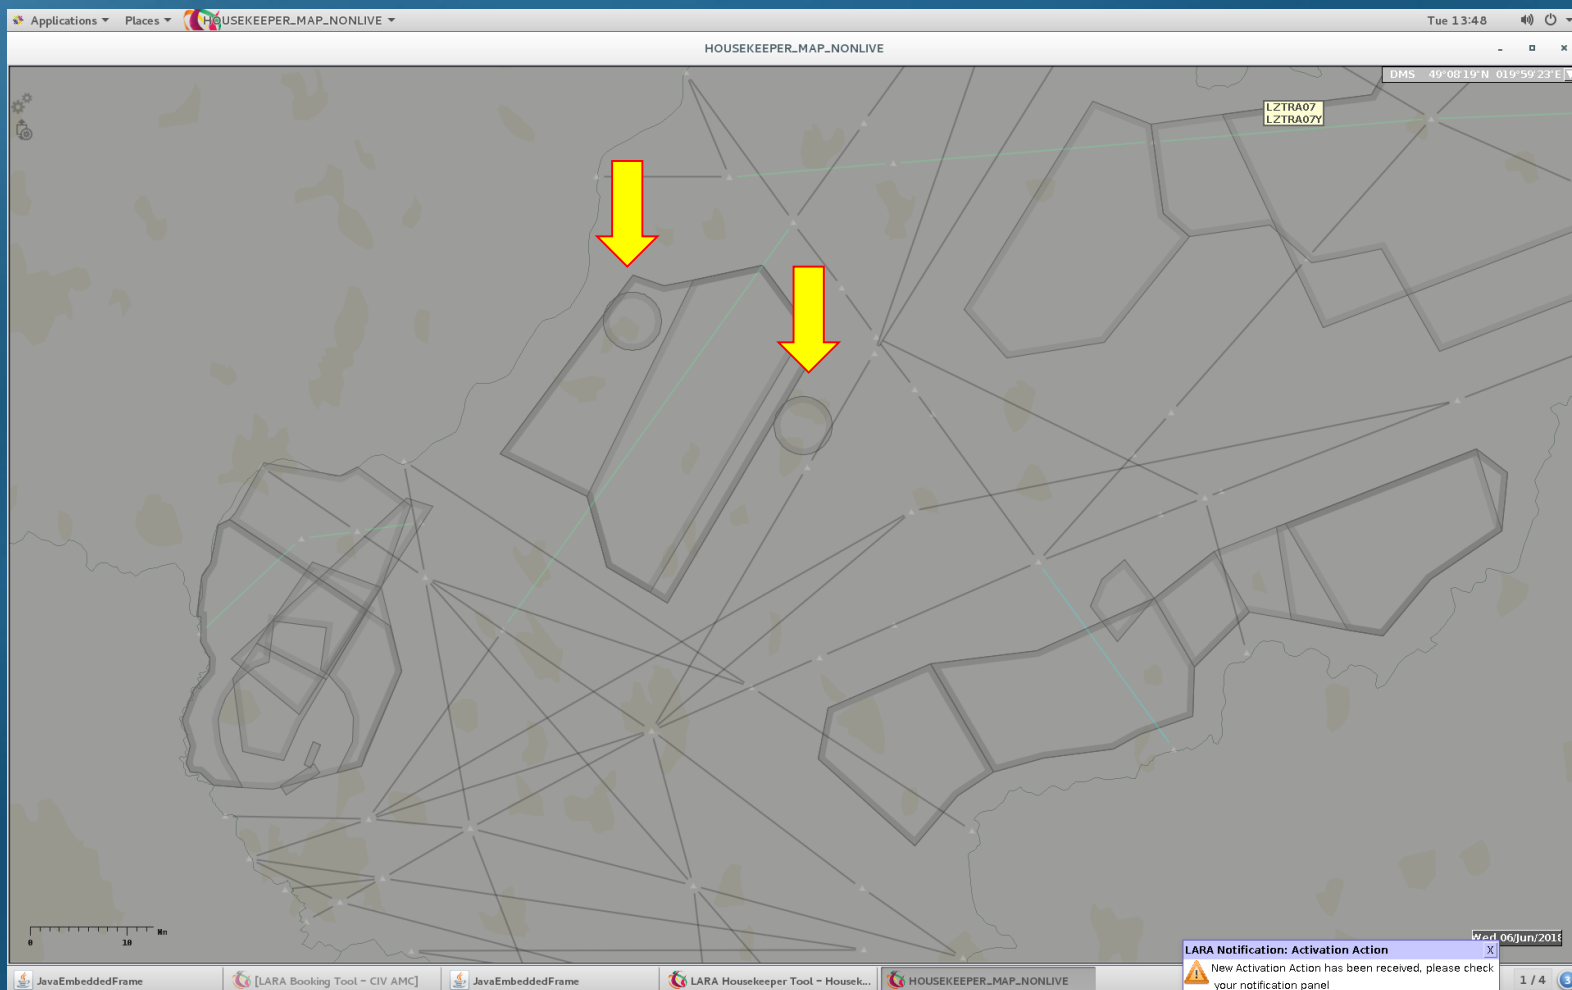 Applications Places HOUSEKEEPER_MAP_NONLIVE Tue 13:48
HOUSEKEEPER_MAP_NONLIVE
DMS 49°08'19"N 019°59'23"E
LZTRA07
LZTRA07Y
0 10 Nm
Wed 06/Jun/2018
LARA Notification: Activation Action X
New Activation Action has been received, please check
your notification panel
JavaEmbeddedFrame [LARA Booking Tool - CIV AMC] JavaEmbeddedFrame LARA Housekeeper Tool - Housek... HOUSEKEEPER_MAP_NONLIVE 1 / 4 3